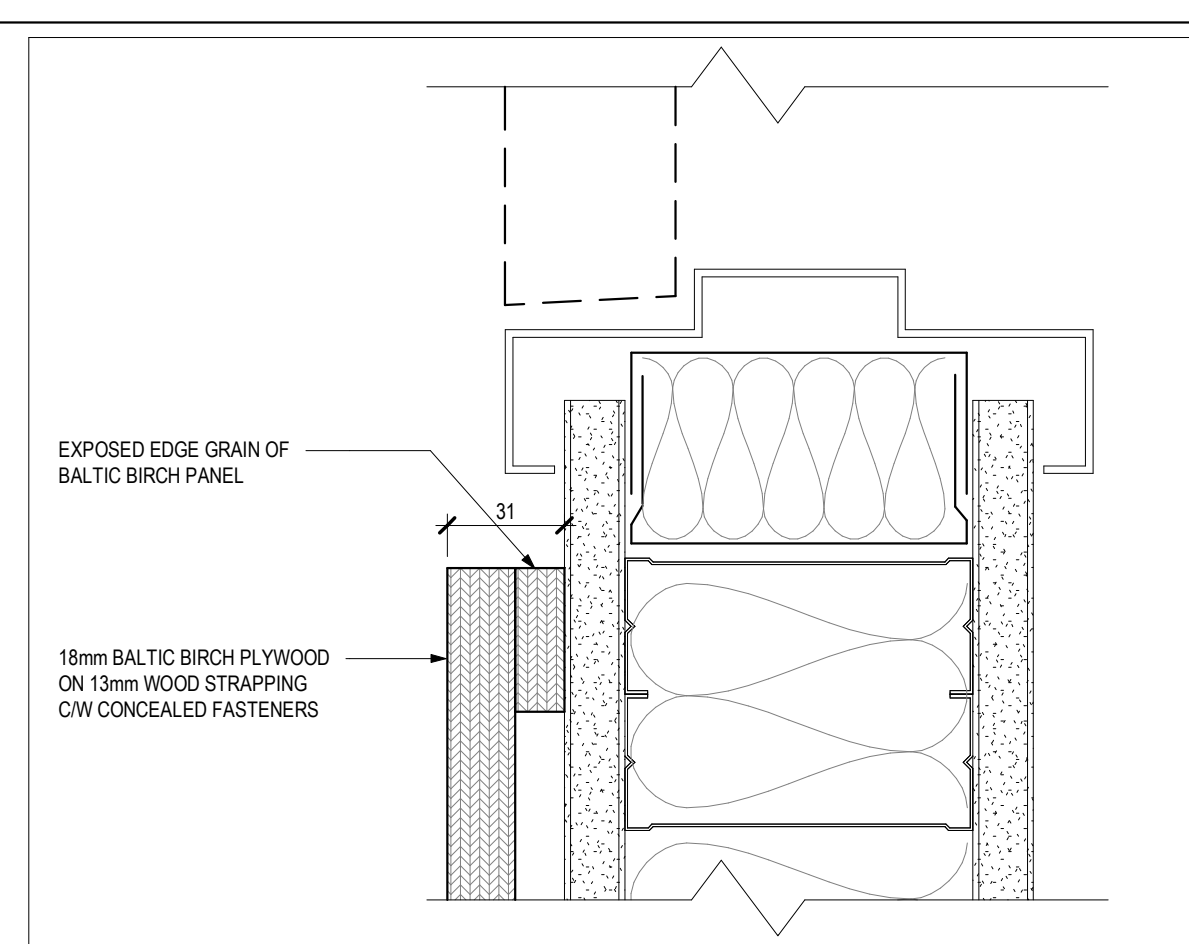 EXPOSED EDGE GRAIN OF
BALTIC BIRCH PANEL
31
18mm BALTIC BIRCH PLYWOOD
ON 13mm WOOD STRAPPING
C/W CONCEALED FASTENERS